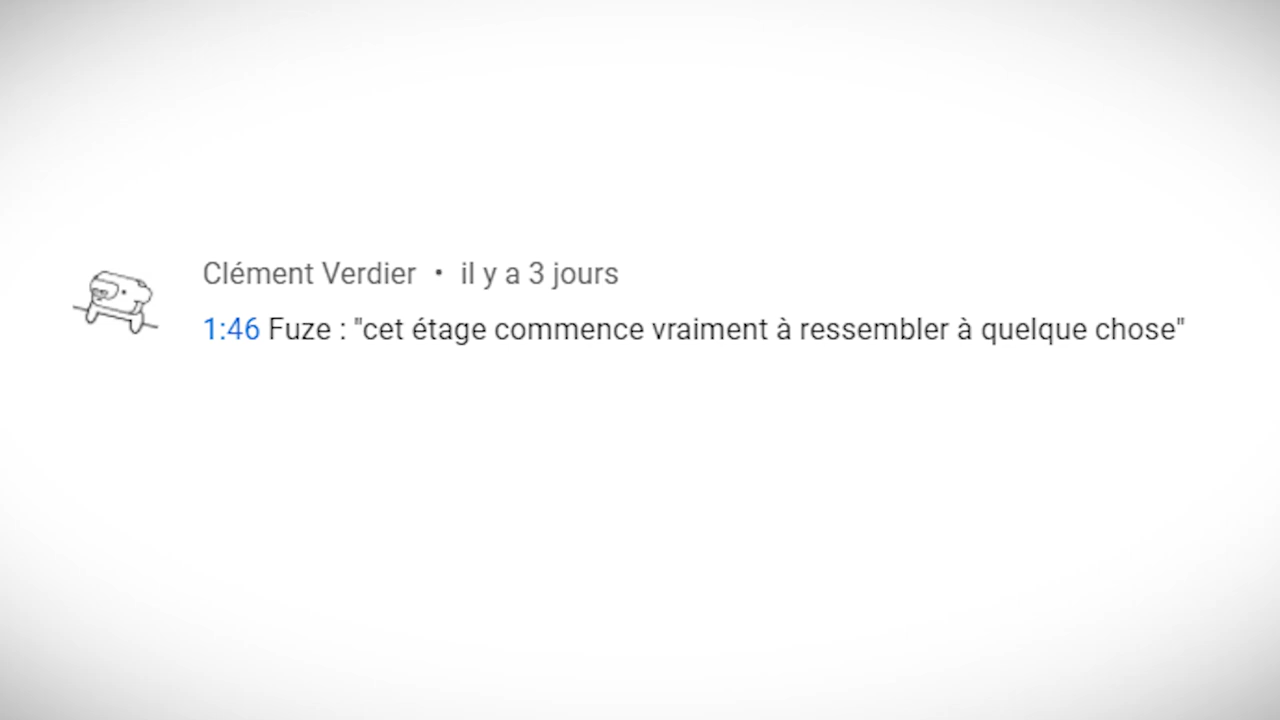 Clément Verdier • il y a 3 jours
1:46 Fuze : "cet étage commence vraiment à ressembler à quelque chose"